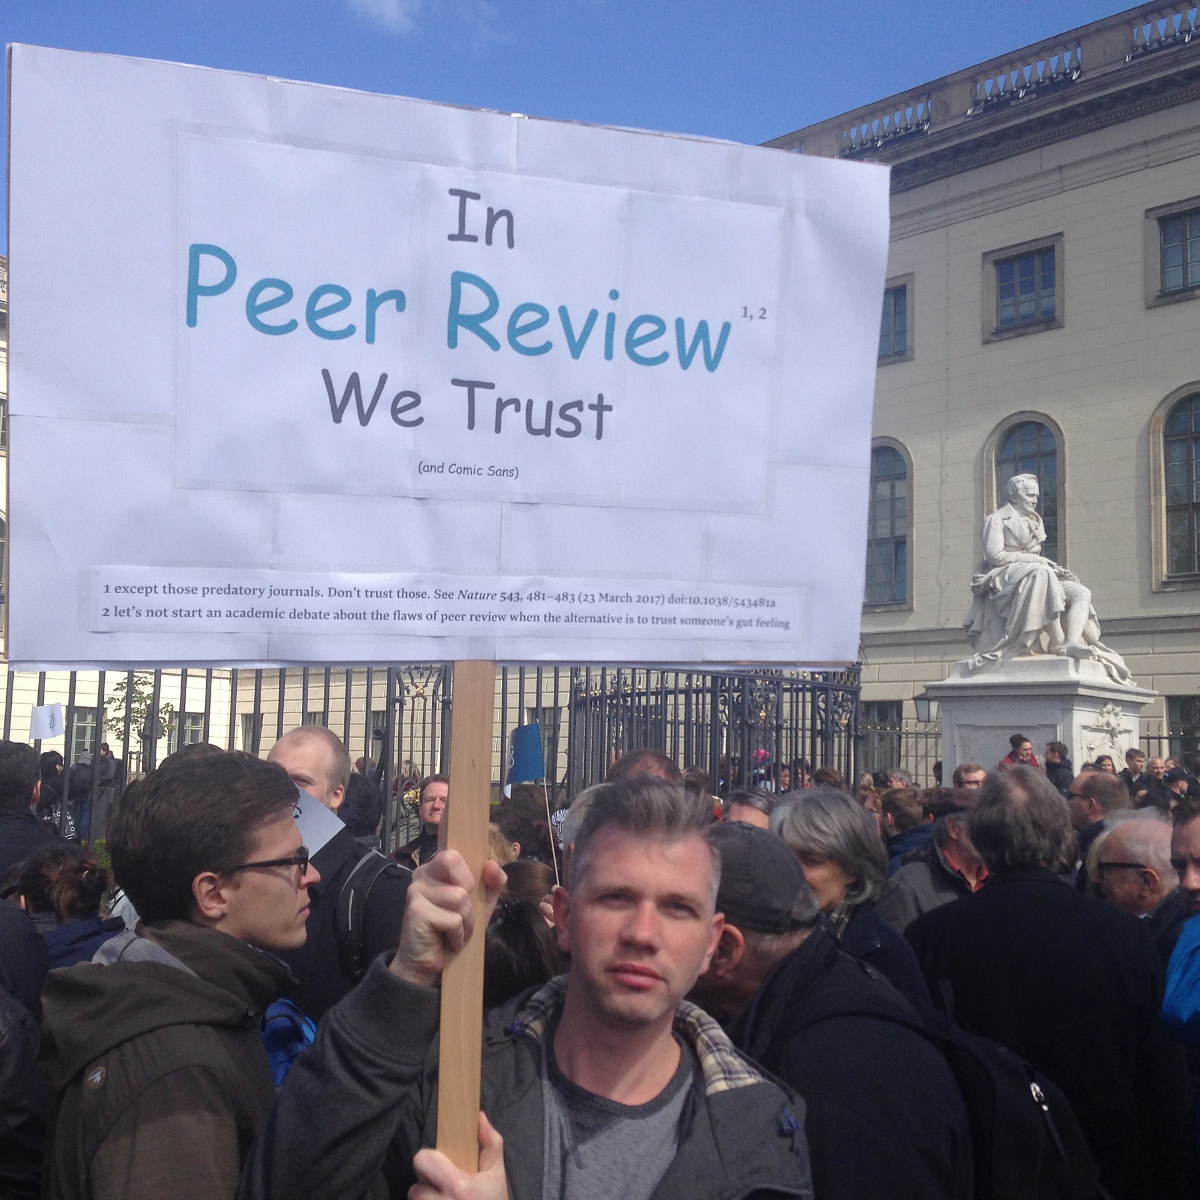 In
Peer Review 1, 2
We Trust
(and Comic Sans)
1 except those predatory journals. Don't trust those. See Nature 543, 481–483 (23 March 2017) doi:10.1038/543481a
2 let's not start an academic debate about the flaws of peer review when the alternative is to trust someone's gut feeling